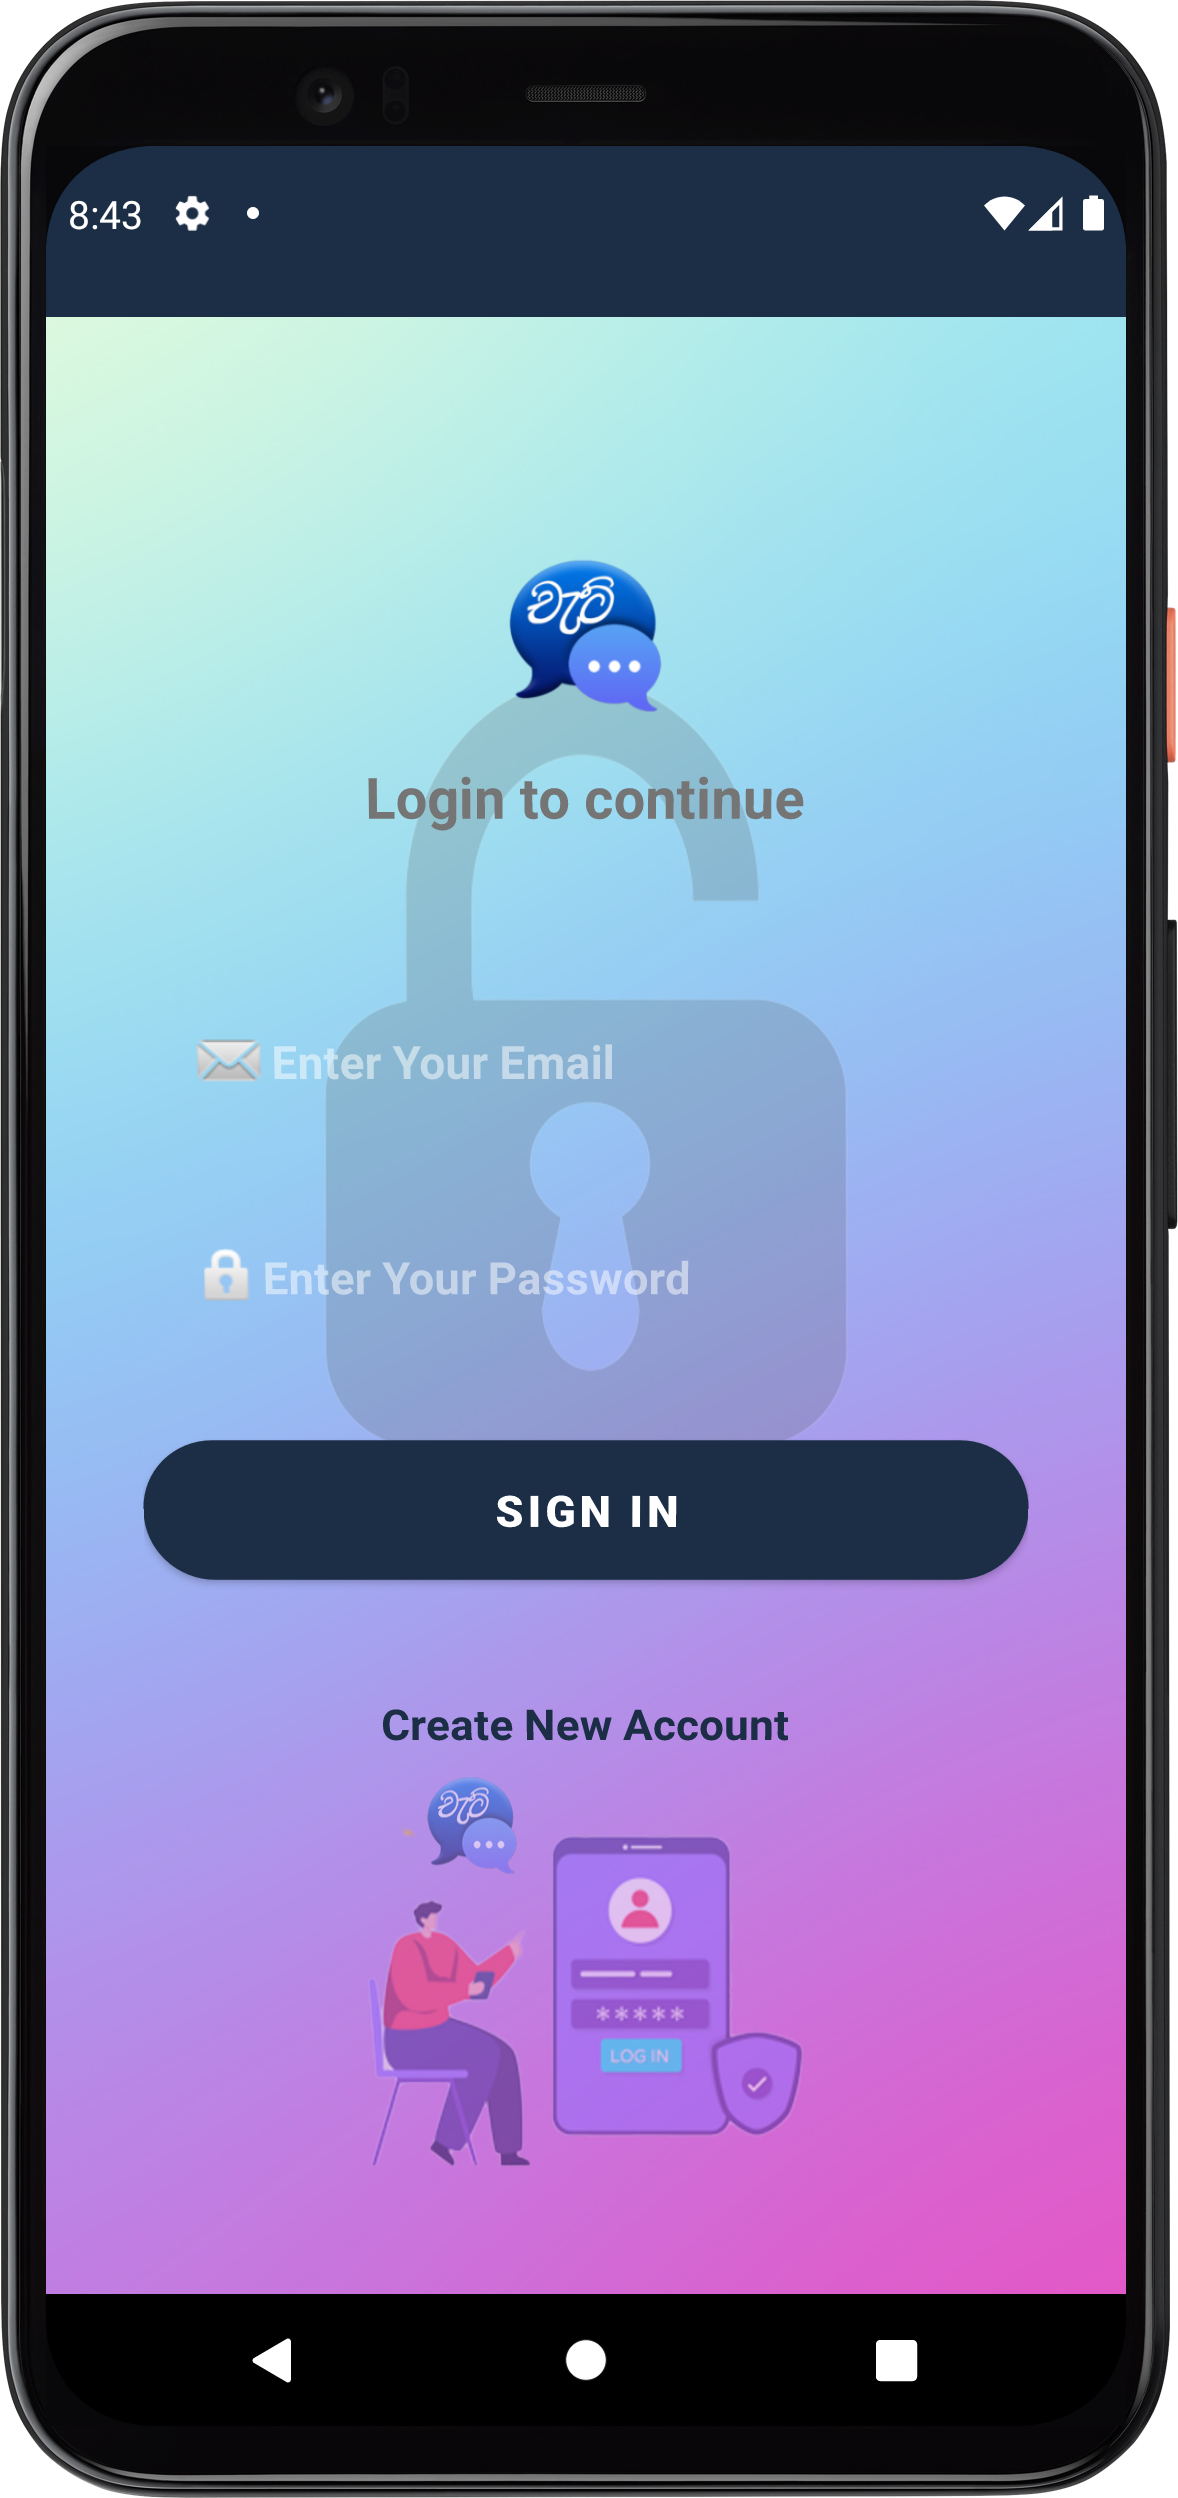 8:43
චැට්
Login to continue
Enter Your Email
Enter Your Password
SIGN IN
Create New Account
චැට්
*****
LOG IN